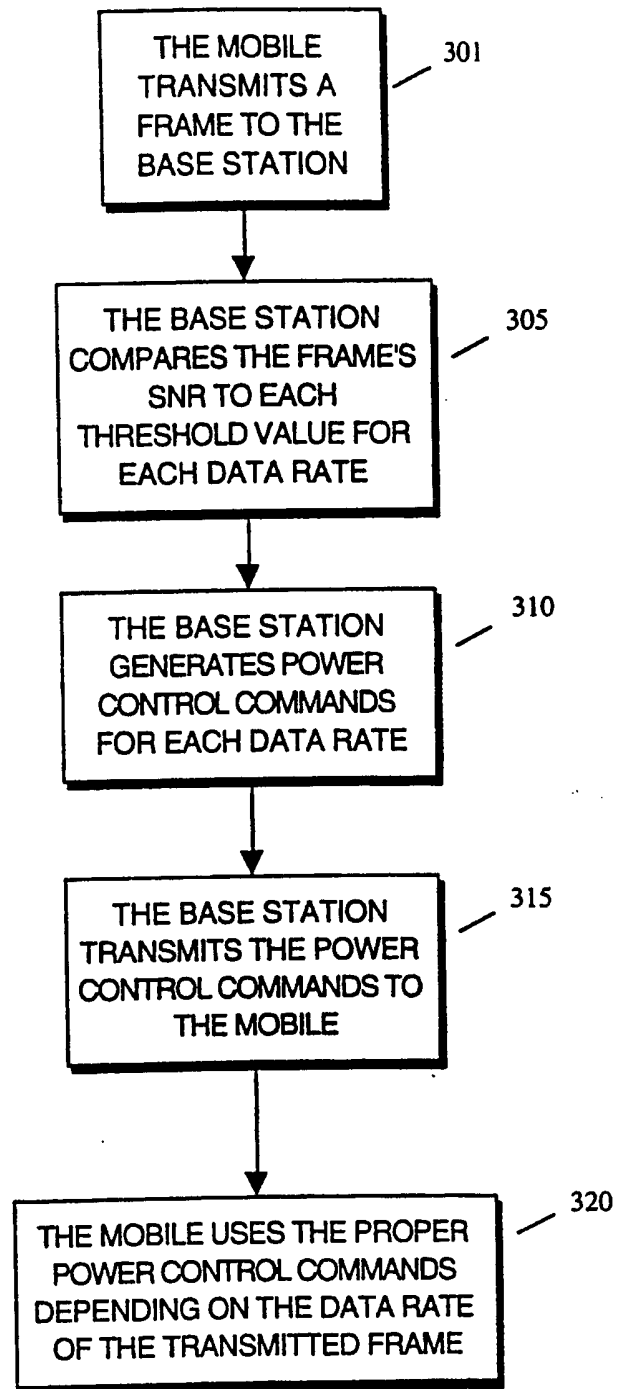 THE MOBILE
TRANSMITS A
FRAME TO THE
BASE STATION
301
THE BASE STATION
COMPARES THE FRAME'S
SNR TO EACH
THRESHOLD VALUE FOR
EACH DATA RATE
305
THE BASE STATION
GENERATES POWER
CONTROL COMMANDS
FOR EACH DATA RATE
310
THE BASE STATION
TRANSMITS THE POWER
CONTROL COMMANDS TO
THE MOBILE
315
THE MOBILE USES THE PROPER
POWER CONTROL COMMANDS
DEPENDING ON THE DATA RATE
OF THE TRANSMITTED FRAME
320